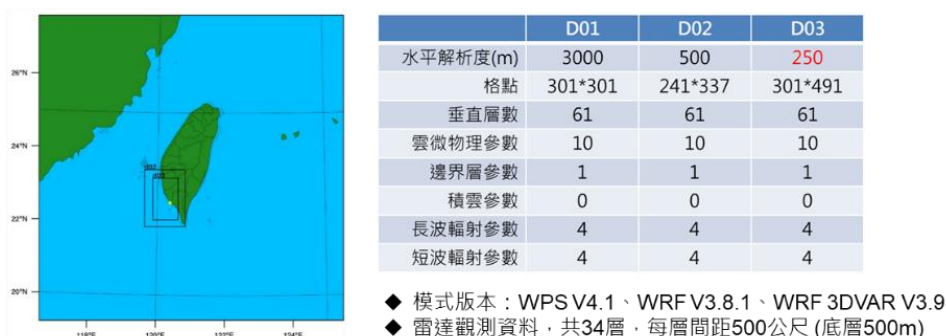 D01 D02 D03
水平解析度(m) 3000 500 250
格點 301*301 241*337 301*491
垂直層數 61 61 61
雲微物理參數 10 10 10
邊界層參數 1 1 1
積雲參數 0 0 0
長波輻射參數 4 4 4
短波輻射參數 4 4 4
26°N
24°N
22°N
20°N
118°E 120°E 122°E 124°E
◆ 模式版本：WPS V4.1、WRF V3.8.1、WRF 3DVAR V3.9
◆ 雷達觀測資料，共34層，每層間距500公尺 (底層500m)